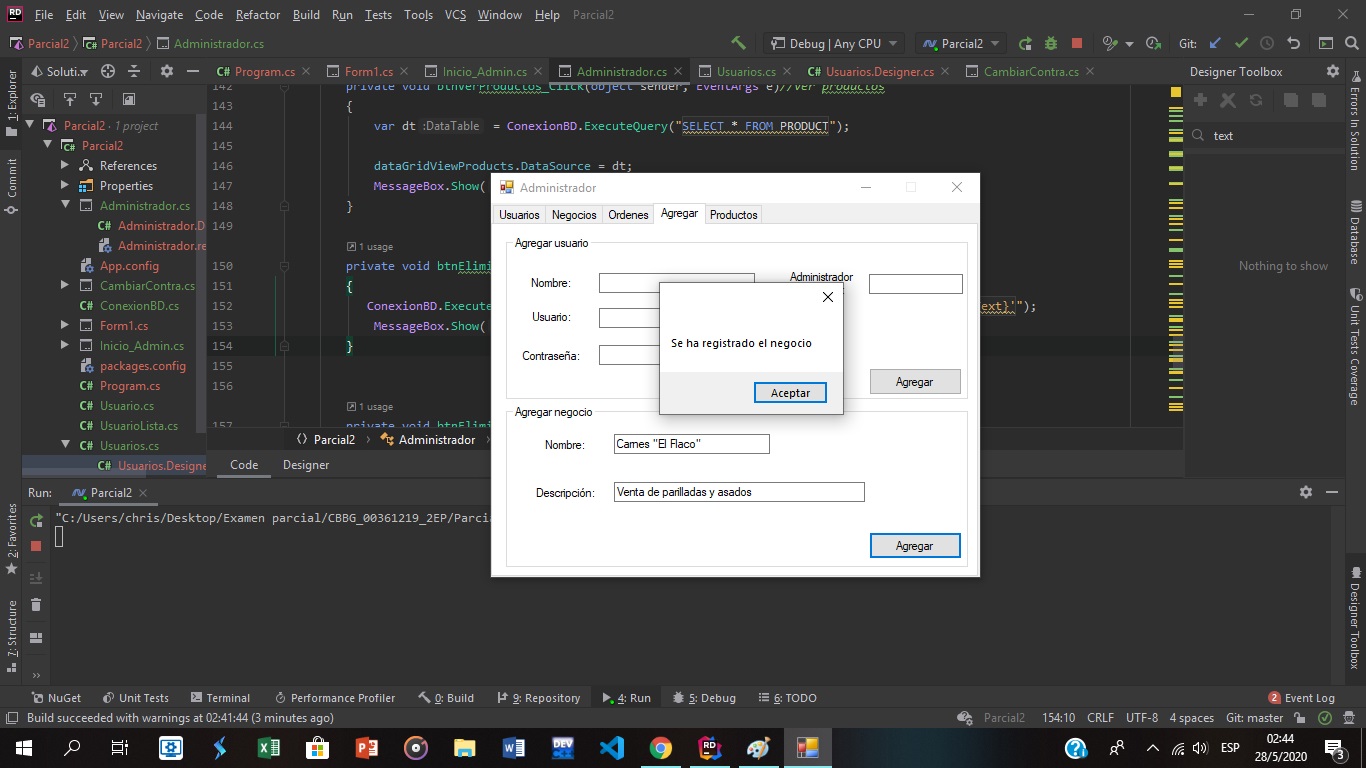 File Edit View Navigate Code Refactor Build Run Tests Tools VCS Window Help Parcial2
Parcial2 Parcial2 Administrador.cs Debug | Any CPU Parcial2 Git:
1: Explorer
Commit
2: Favorites
7: Structure
Soluti..
Program.cs Form1.cs Inicio_Admin.cs Administrador.cs Usuarios.cs Usuarios.Designer.cs CambiarContra.cs
Parcial2 · 1 project
Parcial2
References
Properties
Administrador.cs
Administrador.D
Administrador.re
App.config
CambiarContra.cs
ConexionBD.cs
Form1.cs
Inicio_Admin.cs
packages.config
Program.cs
Usuario.cs
UsuarioLista.cs
Usuarios.cs
Usuarios.Designe
142 private void btnVerProductos_Click(object sender, EventArgs e)//ver productos
143 {
144 var dt :DataTable = ConexionBD.ExecuteQuery("SELECT * FROM PRODUCT");
145
146 dataGridViewProducts.DataSource = dt;
147 MessageBox.Show(
148 }
149
1 usage
150 private void btnElimi
151 {
152 ConexionBD.Execute ext}'");
153 MessageBox.Show(
154 }
155
156
1 usage
157 private void btnElimi
Parcial2 Administrador
Code Designer
Administrador
Usuarios Negocios Ordenes Agregar Productos
Agregar usuario
Nombre: Administrador
Usuario:
Contraseña:
Agregar
Se ha registrado el negocio
Aceptar
Agregar negocio
Nombre: Carnes "El Flaco"
Descripción: Venta de parilladas y asados
Agregar
Designer Toolbox
text
Nothing to show
Errors In Solution
Database
Unit Tests Coverage
Designer Toolbox
Run: Parcial2
"C:/Users/chris/Desktop/Examen parcial/CBBG_00361219_2EP/Parcia
NuGet Unit Tests Terminal Performance Profiler 0: Build 9: Repository 4: Run 5: Debug 6: TODO 2 Event Log
Build succeeded with warnings at 02:41:44 (3 minutes ago) Parcial2 154:10 CRLF UTF-8 4 spaces Git: master
ESP
02:44
28/5/2020
3